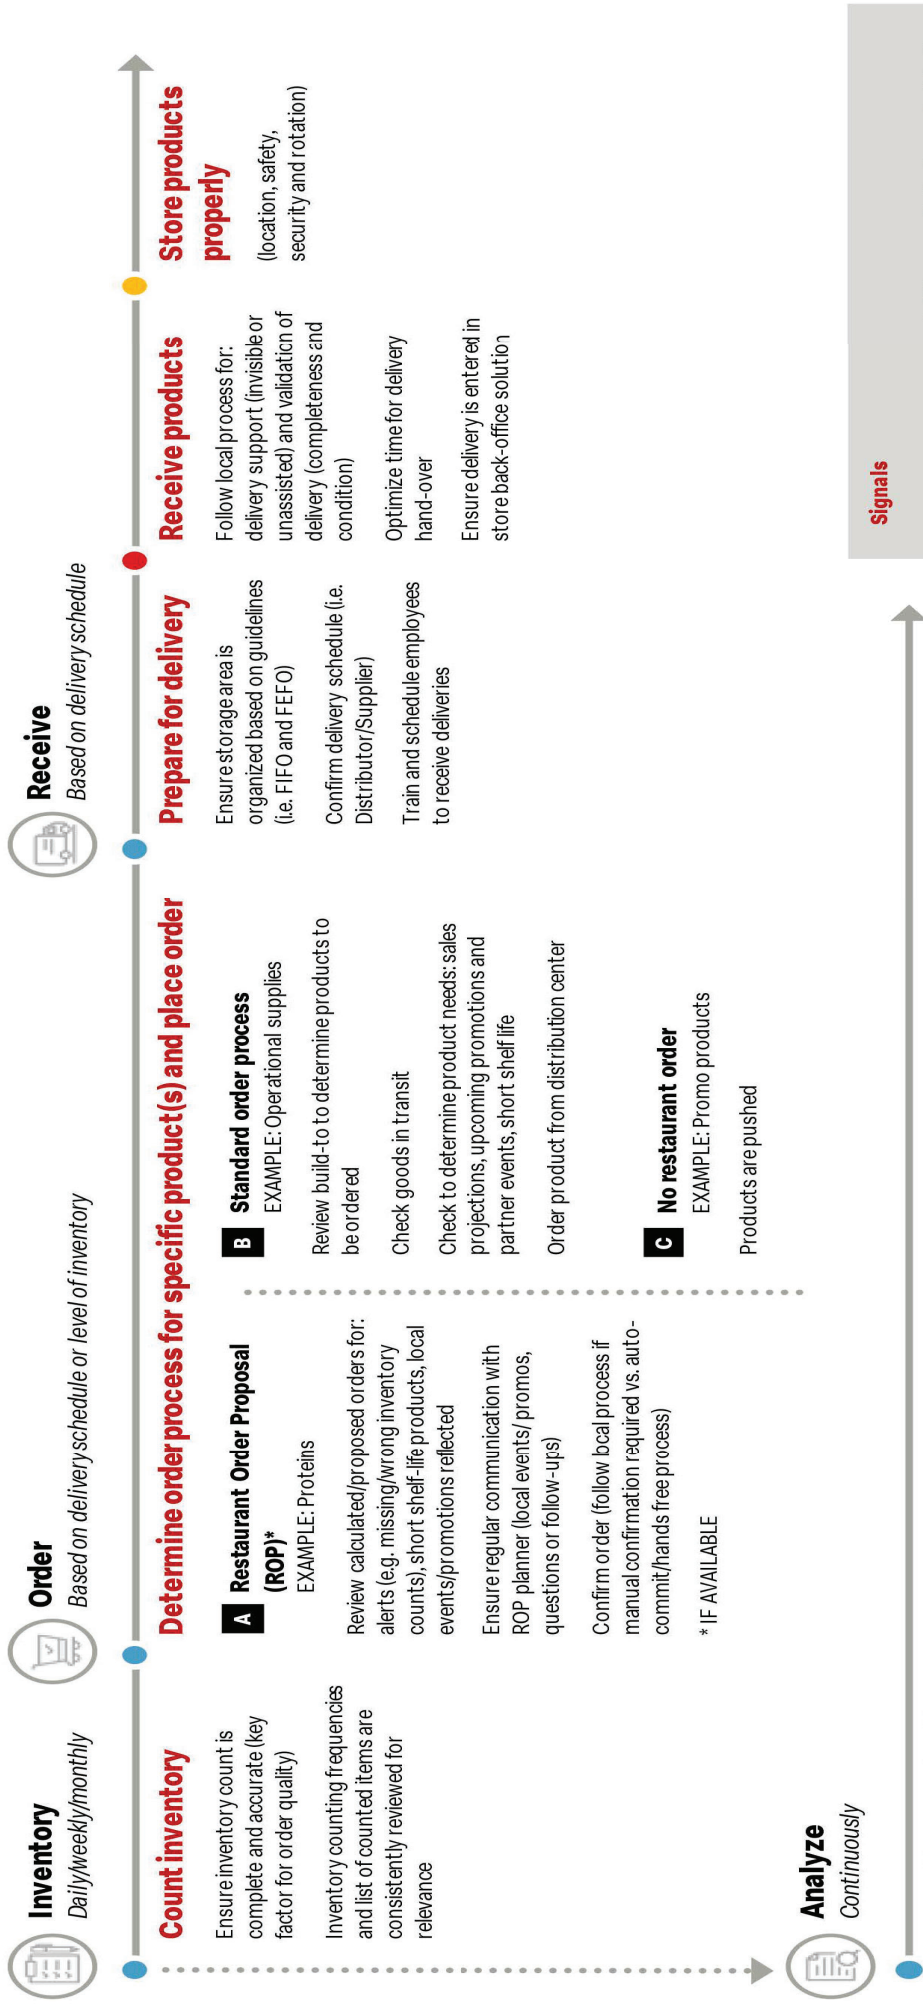 Inventory
Daily/weekly/monthly
Order
Based on delivery schedule or level of inventory
Receive
Based on delivery schedule
Count inventory
Ensure inventory count is
complete and accurate (key
factor for order quality)
Inventory counting frequencies
and list of counted items are
consistently reviewed for
relevance
Determine order process for specific product(s) and place order
A
Restaurant Order Proposal
(ROP)*
EXAMPLE: Proteins
Review calculated/proposed orders for:
alerts (e.g. missing/wrong inventory
counts), short shelf-life products, local
events/promotions reflected
Ensure regular communication with
ROP planner (local events/ promos,
questions or follow-ups)
Confirm order (follow local process if
manual confirmation required vs. auto-
commit/hands free process)
* IF AVAILABLE
B
Standard order process
EXAMPLE: Operational supplies
Review build-to to determine products to
be ordered
Check goods in transit
Check to determine product needs: sales
projections, upcoming promotions and
partner events, short shelf life
Order product from distribution center
C
No restaurant order
EXAMPLE: Promo products
Products are pushed
Prepare for delivery
Ensure storage area is
organized based on guidelines
(i.e. FIFO and FEFO)
Confirm delivery schedule (i.e.
Distributor/Supplier)
Train and schedule employees
to receive deliveries
Receive products
Follow local process for:
delivery support (invisible or
unassisted) and validation of
delivery (completeness and
condition)
Optimize time for delivery
hand-over
Ensure delivery is entered in
store back-office solution
Store products
properly
(location, safety,
security and rotation)
Analyze
Continuously
Signals